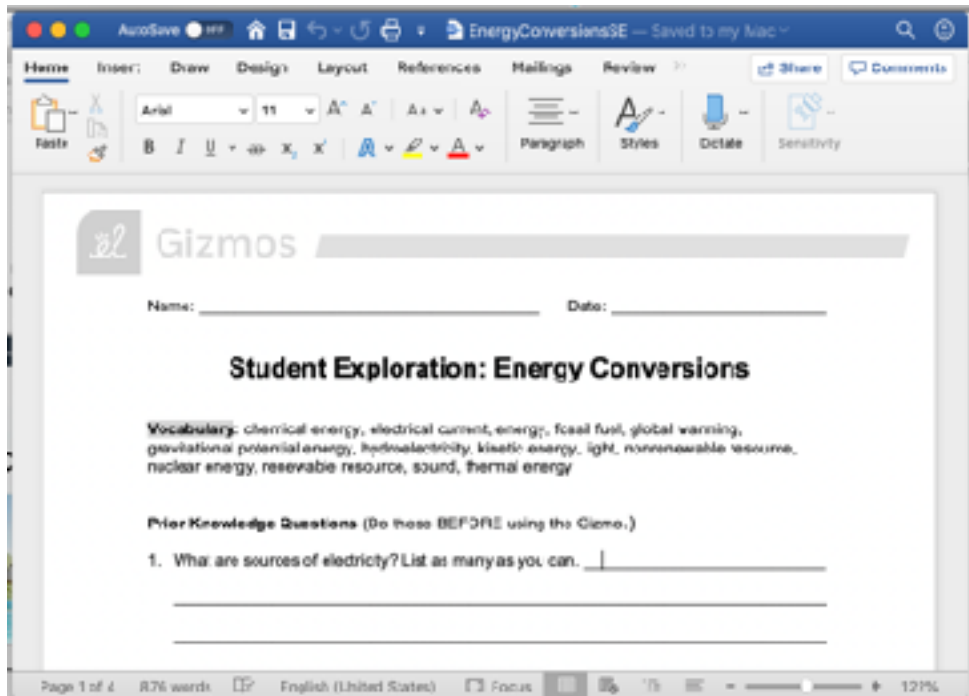 AutoSave OFF EnergyConversionsSE — Saved to my Mac
Home Insert Draw Design Layout References Mailings Review Share Comments
Arial 11
Paste Paragraph Styles Dictate Sensitivity
Gizmos
Name: Date:
Student Exploration: Energy Conversions
Vocabulary: chemical energy, electrical current, energy, fossil fuel, global warming,
gravitational potential energy, hydroelectricity, kinetic energy, light, nonrenewable resource,
nuclear energy, renewable resource, sound, thermal energy
Prior Knowledge Questions (Do these BEFORE using the Gizmo.)
1. What are sources of electricity? List as many as you can.
Page 1 of 4 876 words English (United States) Focus 121%